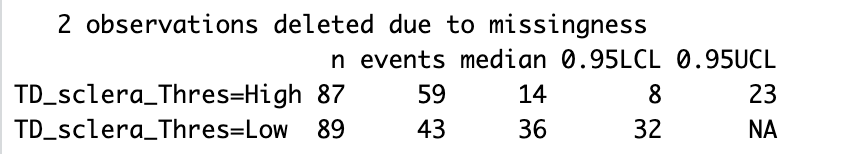 2 observations deleted due to missingness
n events median 0.95LCL 0.95UCL
TD_sclera_Thres=High 87 59 14 8 23
TD_sclera_Thres=Low 89 43 36 32 NA